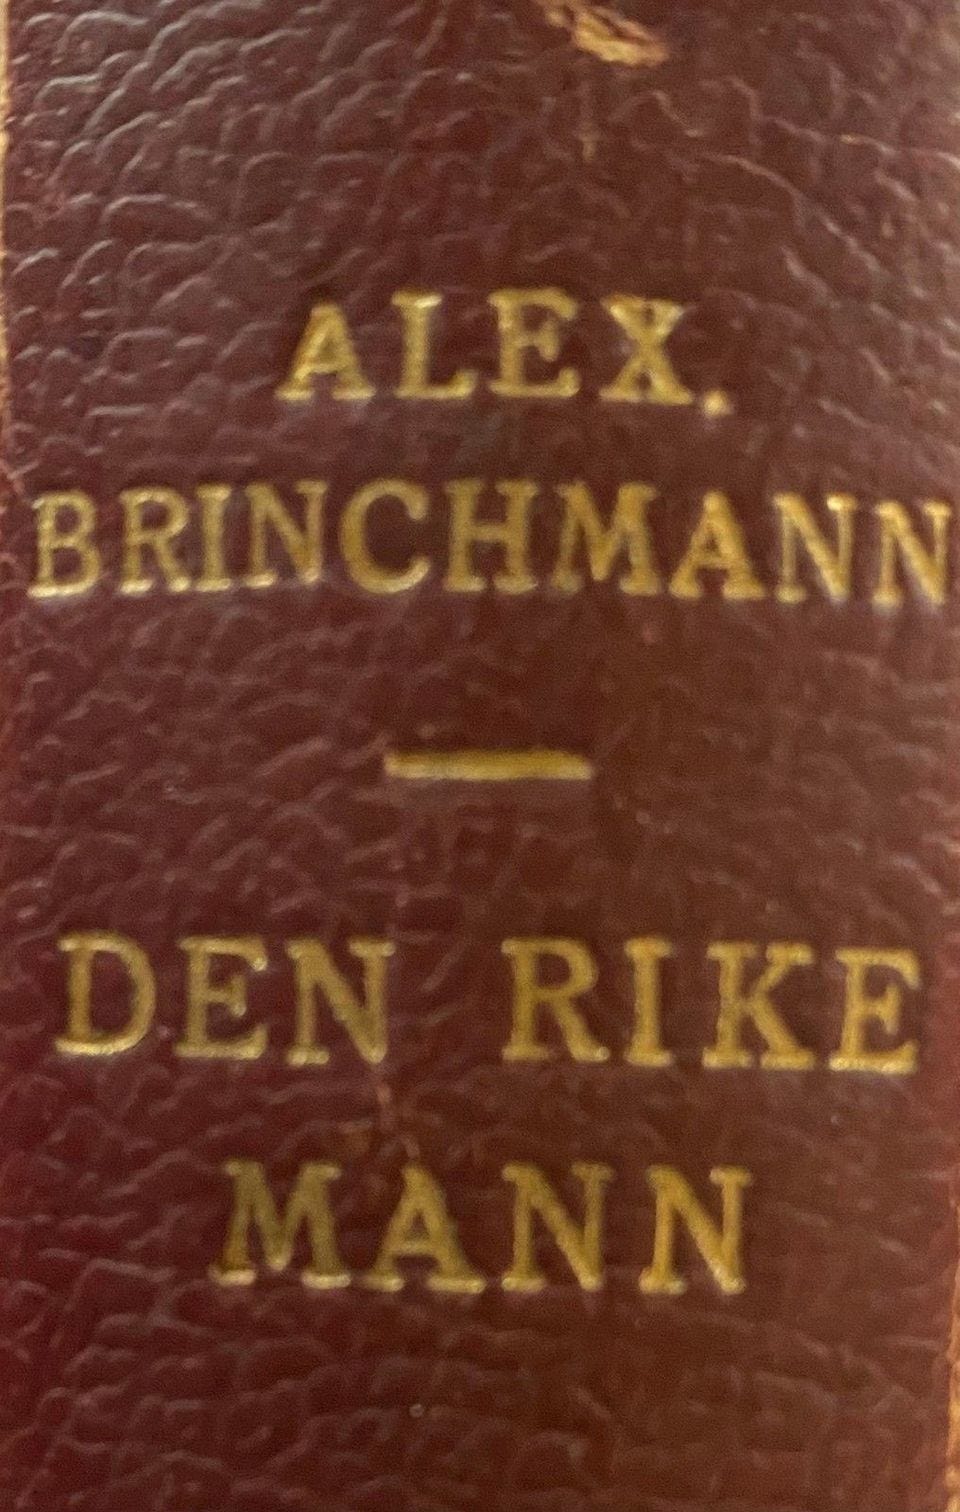 ALEX.
BRINCHMANN
DEN RIKE
MANN